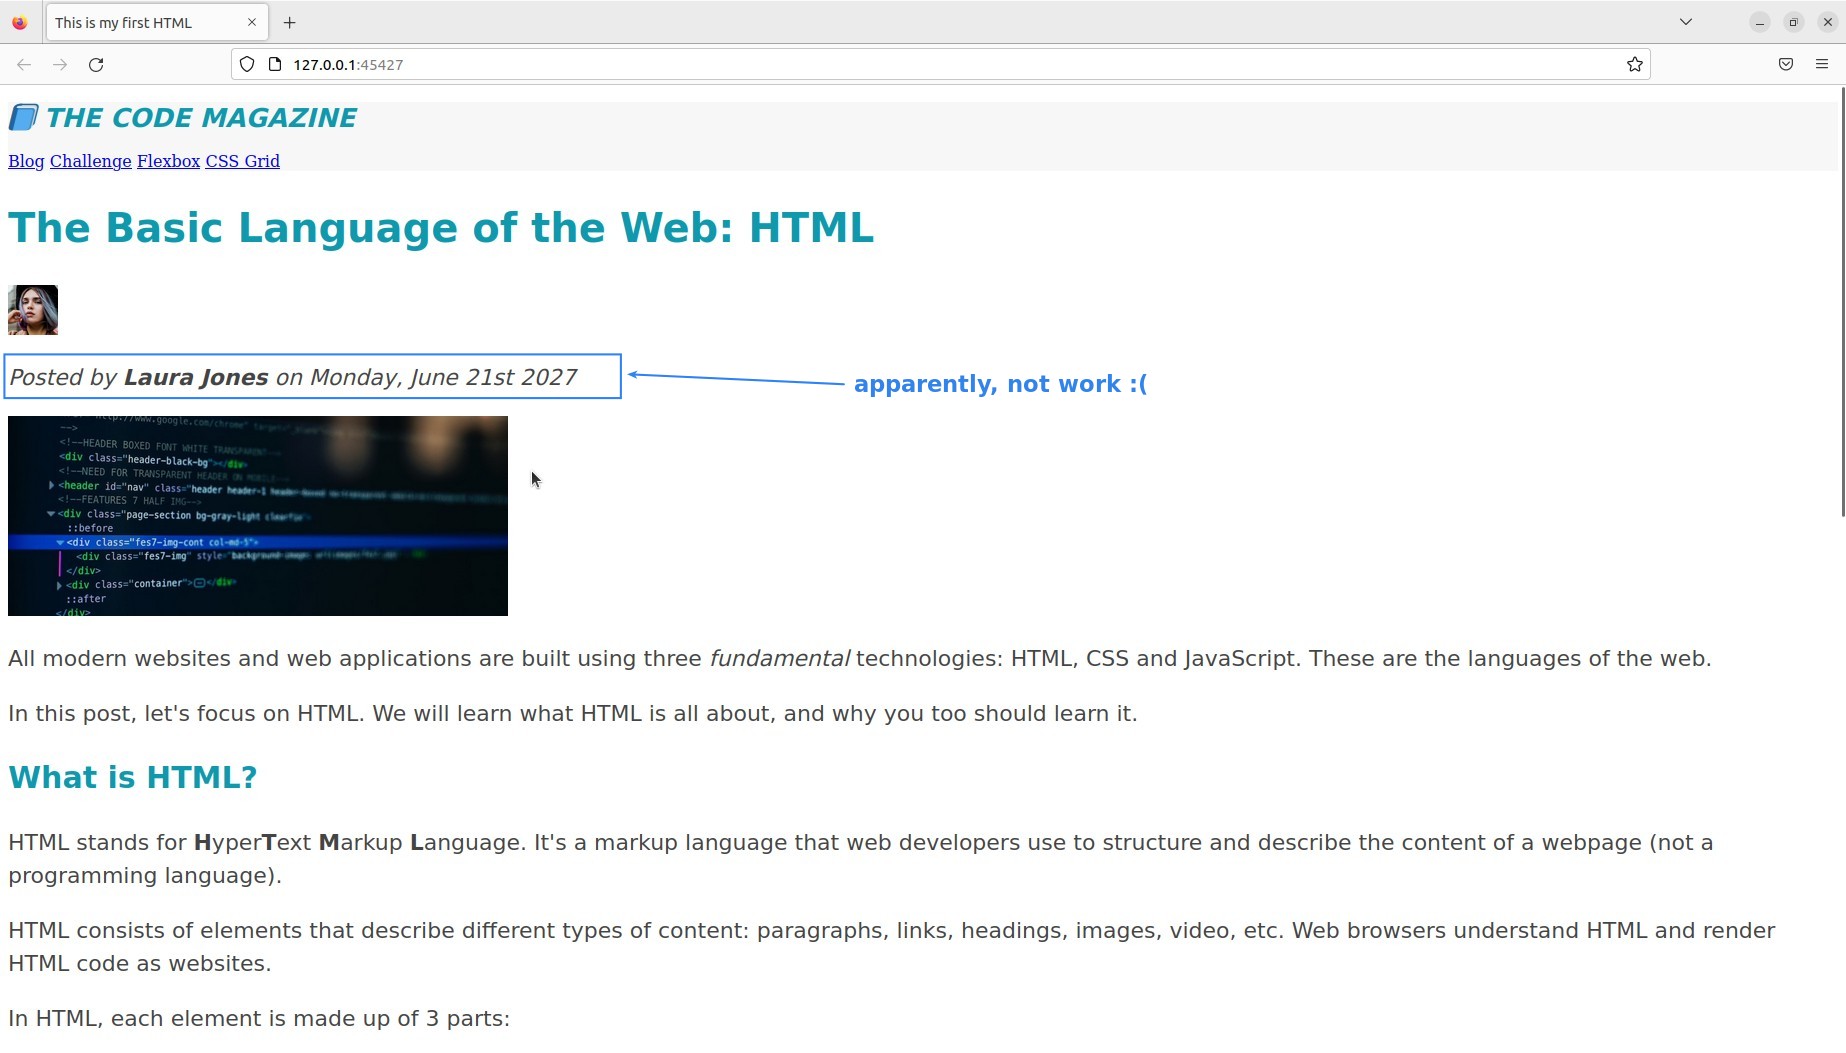 This is my first HTML
127.0.0.1:45427
THE CODE MAGAZINE
Blog Challenge Flexbox CSS Grid
The Basic Language of the Web: HTML
Posted by Laura Jones on Monday, June 21st 2027
apparently, not work :(
http://www.google.com/chrome"
-->
<!--HEADER BOXED FONT WHITE TRANSPARENT-->
<div class="header-black-bg"></div>
<!--NEED FOR TRANSPARENT HEADER ON MOBILE-->
<header id="nav" class="header header-1
<!--FEATURES 7 HALF IMG-->
<div class="page-section bg-gray-light clearfix">
::before
<div class="fes7-img-cont col-md-5">
<div class="fes7-img" style="background-image:
</div>
<div class="container"></div>
::after
</div>
All modern websites and web applications are built using three fundamental technologies: HTML, CSS and JavaScript. These are the languages of the web.
In this post, let's focus on HTML. We will learn what HTML is all about, and why you too should learn it.
What is HTML?
HTML stands for HyperText Markup Language. It's a markup language that web developers use to structure and describe the content of a webpage (not a
programming language).
HTML consists of elements that describe different types of content: paragraphs, links, headings, images, video, etc. Web browsers understand HTML and render
HTML code as websites.
In HTML, each element is made up of 3 parts: